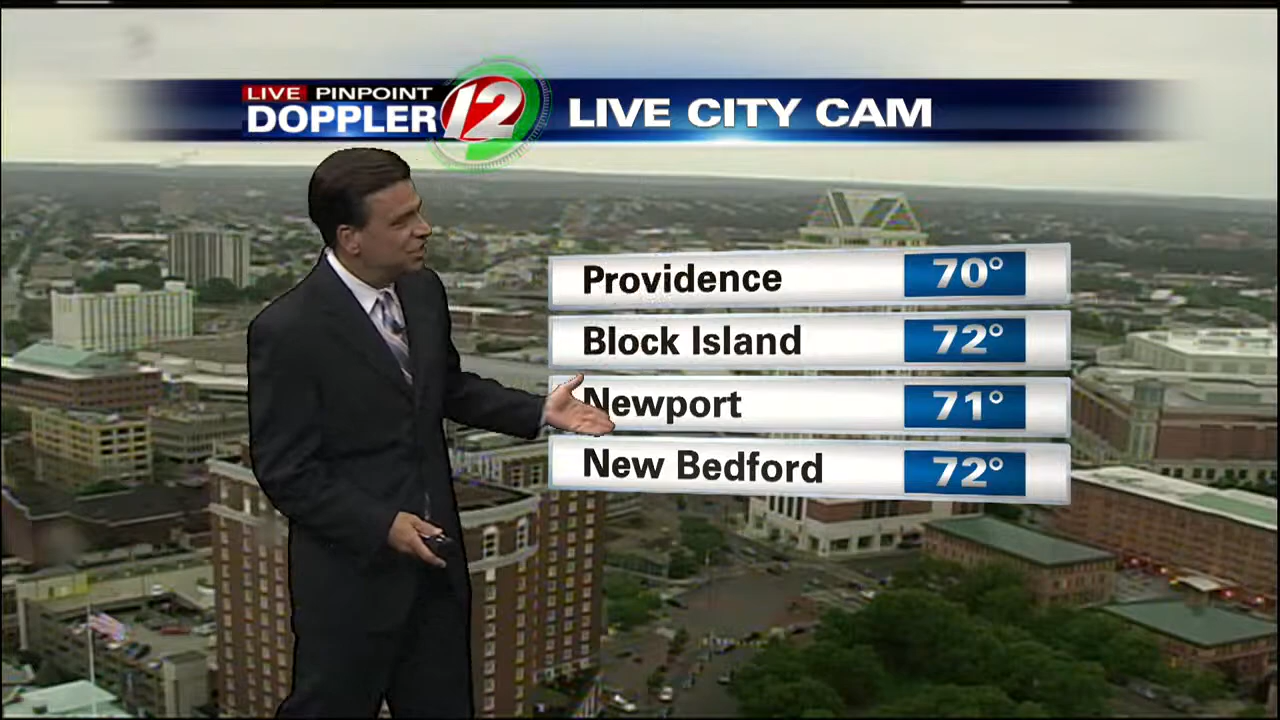 LIVE PINPOINT
DOPPLER 12
LIVE CITY CAM
Providence 70°
Block Island 72°
Newport 71°
New Bedford 72°